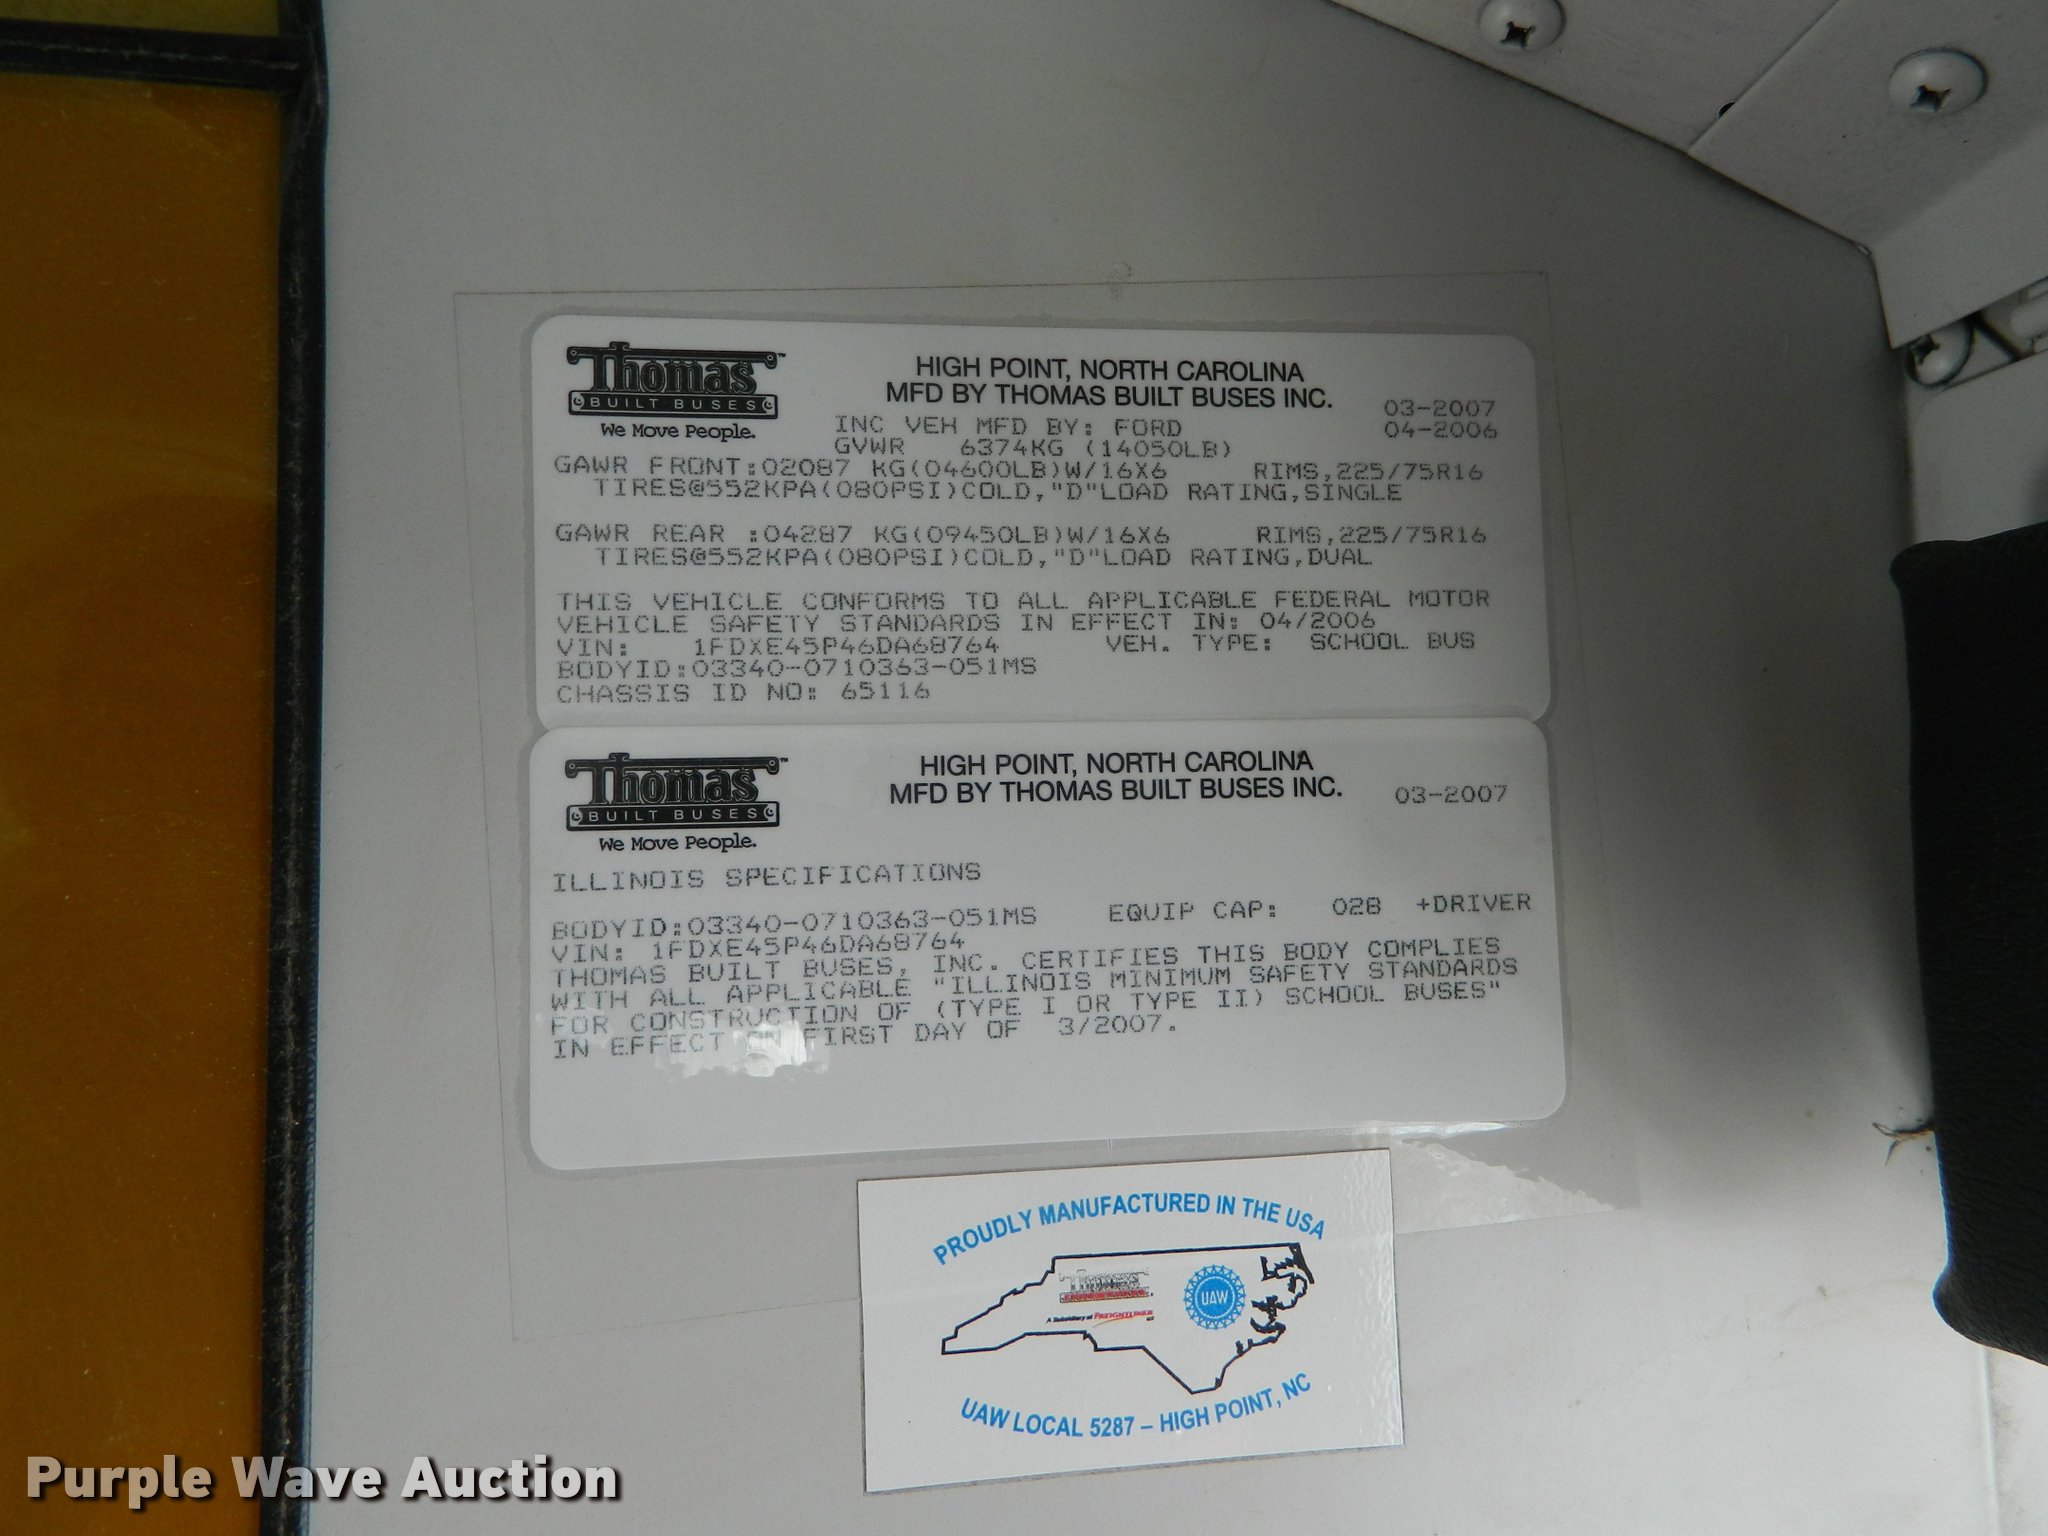 Thomas™
BUILT BUSES
We Move People.
HIGH POINT, NORTH CAROLINA
MFD BY THOMAS BUILT BUSES INC.
03-2007
INC VEH MFD BY: FORD 04-2006
GVWR 6374KG (14050LB)
GAWR FRONT:02087 KG(04600LB)W/16X6 RIMS,225/75R16
TIRES@552KPA(080PSI)COLD,"D"LOAD RATING,SINGLE
GAWR REAR :04287 KG(09450LB)W/16X6 RIMS,225/75R16
TIRES@552KPA(080PSI)COLD,"D"LOAD RATING,DUAL
THIS VEHICLE CONFORMS TO ALL APPLICABLE FEDERAL MOTOR
VEHICLE SAFETY STANDARDS IN EFFECT IN: 04/2006
VIN: 1FDXE45P46DA68764 VEH. TYPE: SCHOOL BUS
BODYID:03340-0710363-051MS
CHASSIS ID NO: 65116
Thomas™
BUILT BUSES
We Move People.
HIGH POINT, NORTH CAROLINA
MFD BY THOMAS BUILT BUSES INC.
03-2007
ILLINOIS SPECIFICATIONS
BODYID:03340-0710363-051MS EQUIP CAP: 028 +DRIVER
VIN: 1FDXE45P46DA68764
THOMAS BUILT BUSES, INC. CERTIFIES THIS BODY COMPLIES
WITH ALL APPLICABLE "ILLINOIS MINIMUM SAFETY STANDARDS
FOR CONSTRUCTION OF (TYPE I OR TYPE II) SCHOOL BUSES"
IN EFFECT ON FIRST DAY OF 3/2007.
PROUDLY MANUFACTURED IN THE USA
Thomas
A Subsidiary of FREIGHTLINER
UAW
UAW LOCAL 5287 – HIGH POINT, NC
Purple Wave Auction